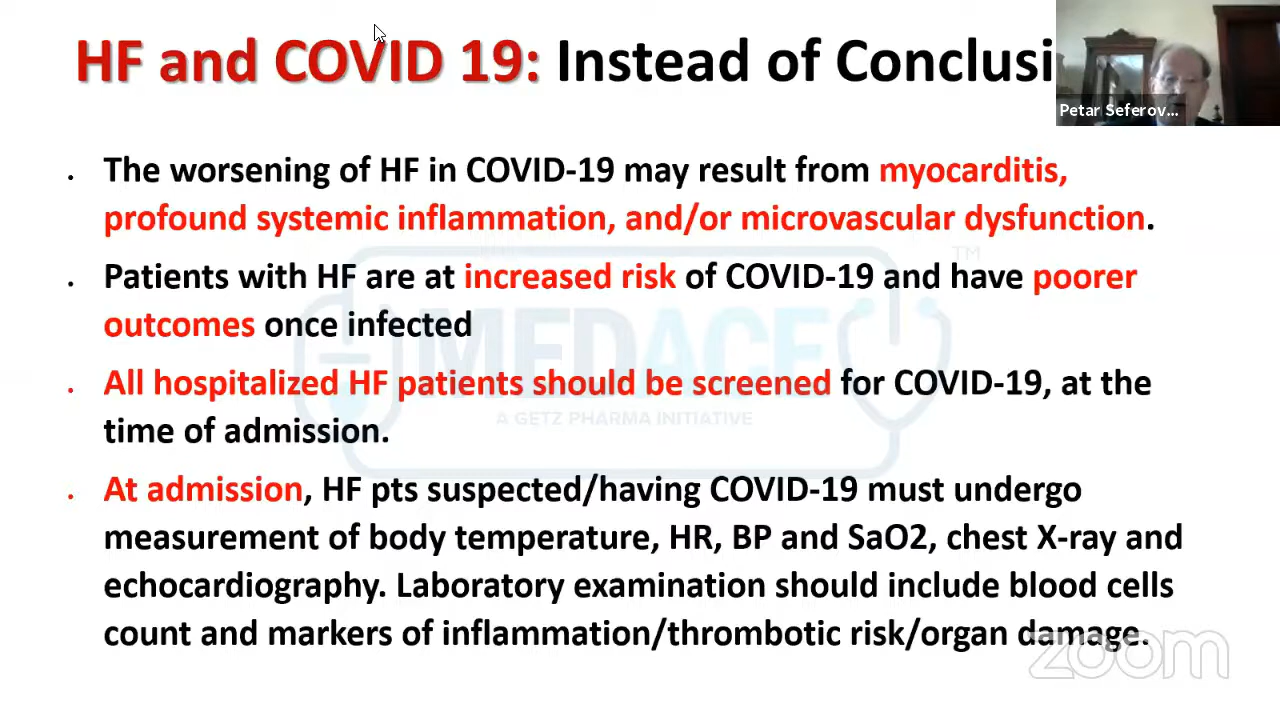 HF and COVID 19: Instead of Conclusi
Petar Seferov...
• The worsening of HF in COVID-19 may result from myocarditis,
profound systemic inflammation, and/or microvascular dysfunction.
• Patients with HF are at increased risk of COVID-19 and have poorer
outcomes once infected
• All hospitalized HF patients should be screened for COVID-19, at the
time of admission.
• At admission, HF pts suspected/having COVID-19 must undergo
measurement of body temperature, HR, BP and SaO2, chest X-ray and
echocardiography. Laboratory examination should include blood cells
count and markers of inflammation/thrombotic risk/organ damage.
MEDACE
TM
A GETZ PHARMA INITIATIVE
zoom